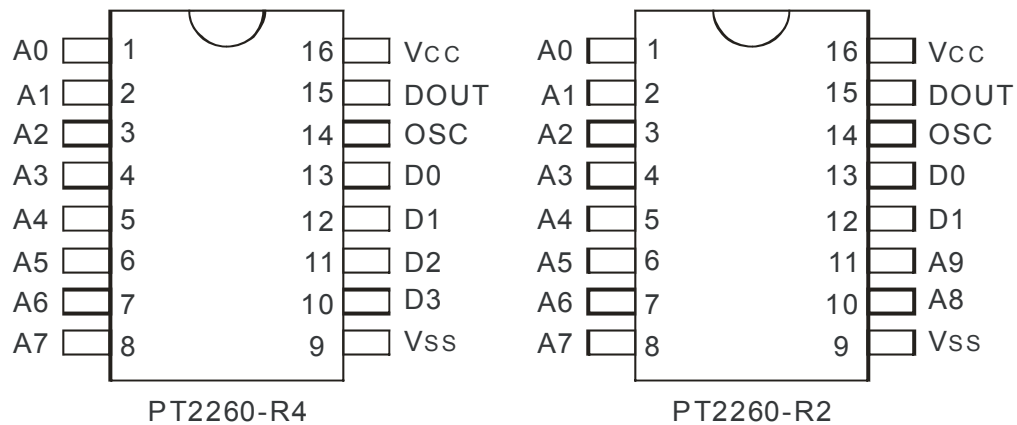 A0 1 16 Vcc
A1 2 15 DOUT
A2 3 14 OSC
A3 4 13 D0
A4 5 12 D1
A5 6 11 D2
A6 7 10 D3
A7 8 9 Vss
PT2260-R4
A0 1 16 Vcc
A1 2 15 DOUT
A2 3 14 OSC
A3 4 13 D0
A4 5 12 D1
A5 6 11 A9
A6 7 10 A8
A7 8 9 Vss
PT2260-R2